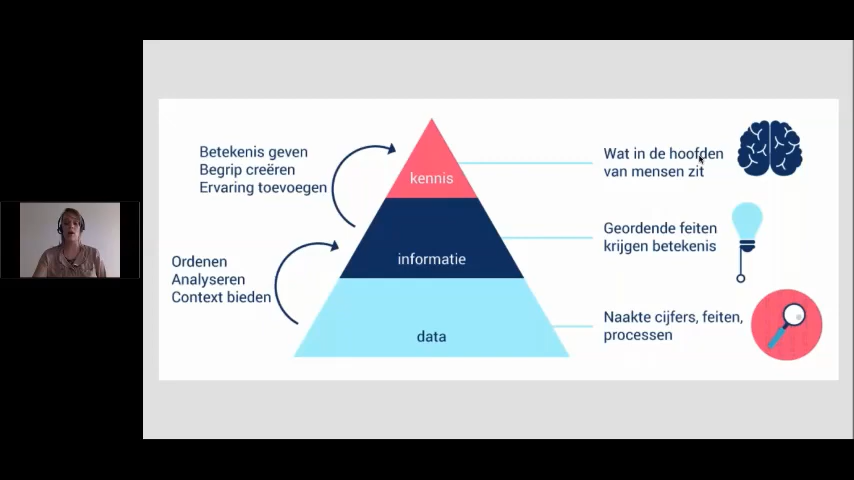 Betekenis geven
Begrip creëren
Ervaring toevoegen
kennis
Wat in de hoofden
van mensen zit
Ordenen
Analyseren
Context bieden
informatie
Geordende feiten
krijgen betekenis
data
Naakte cijfers, feiten,
processen